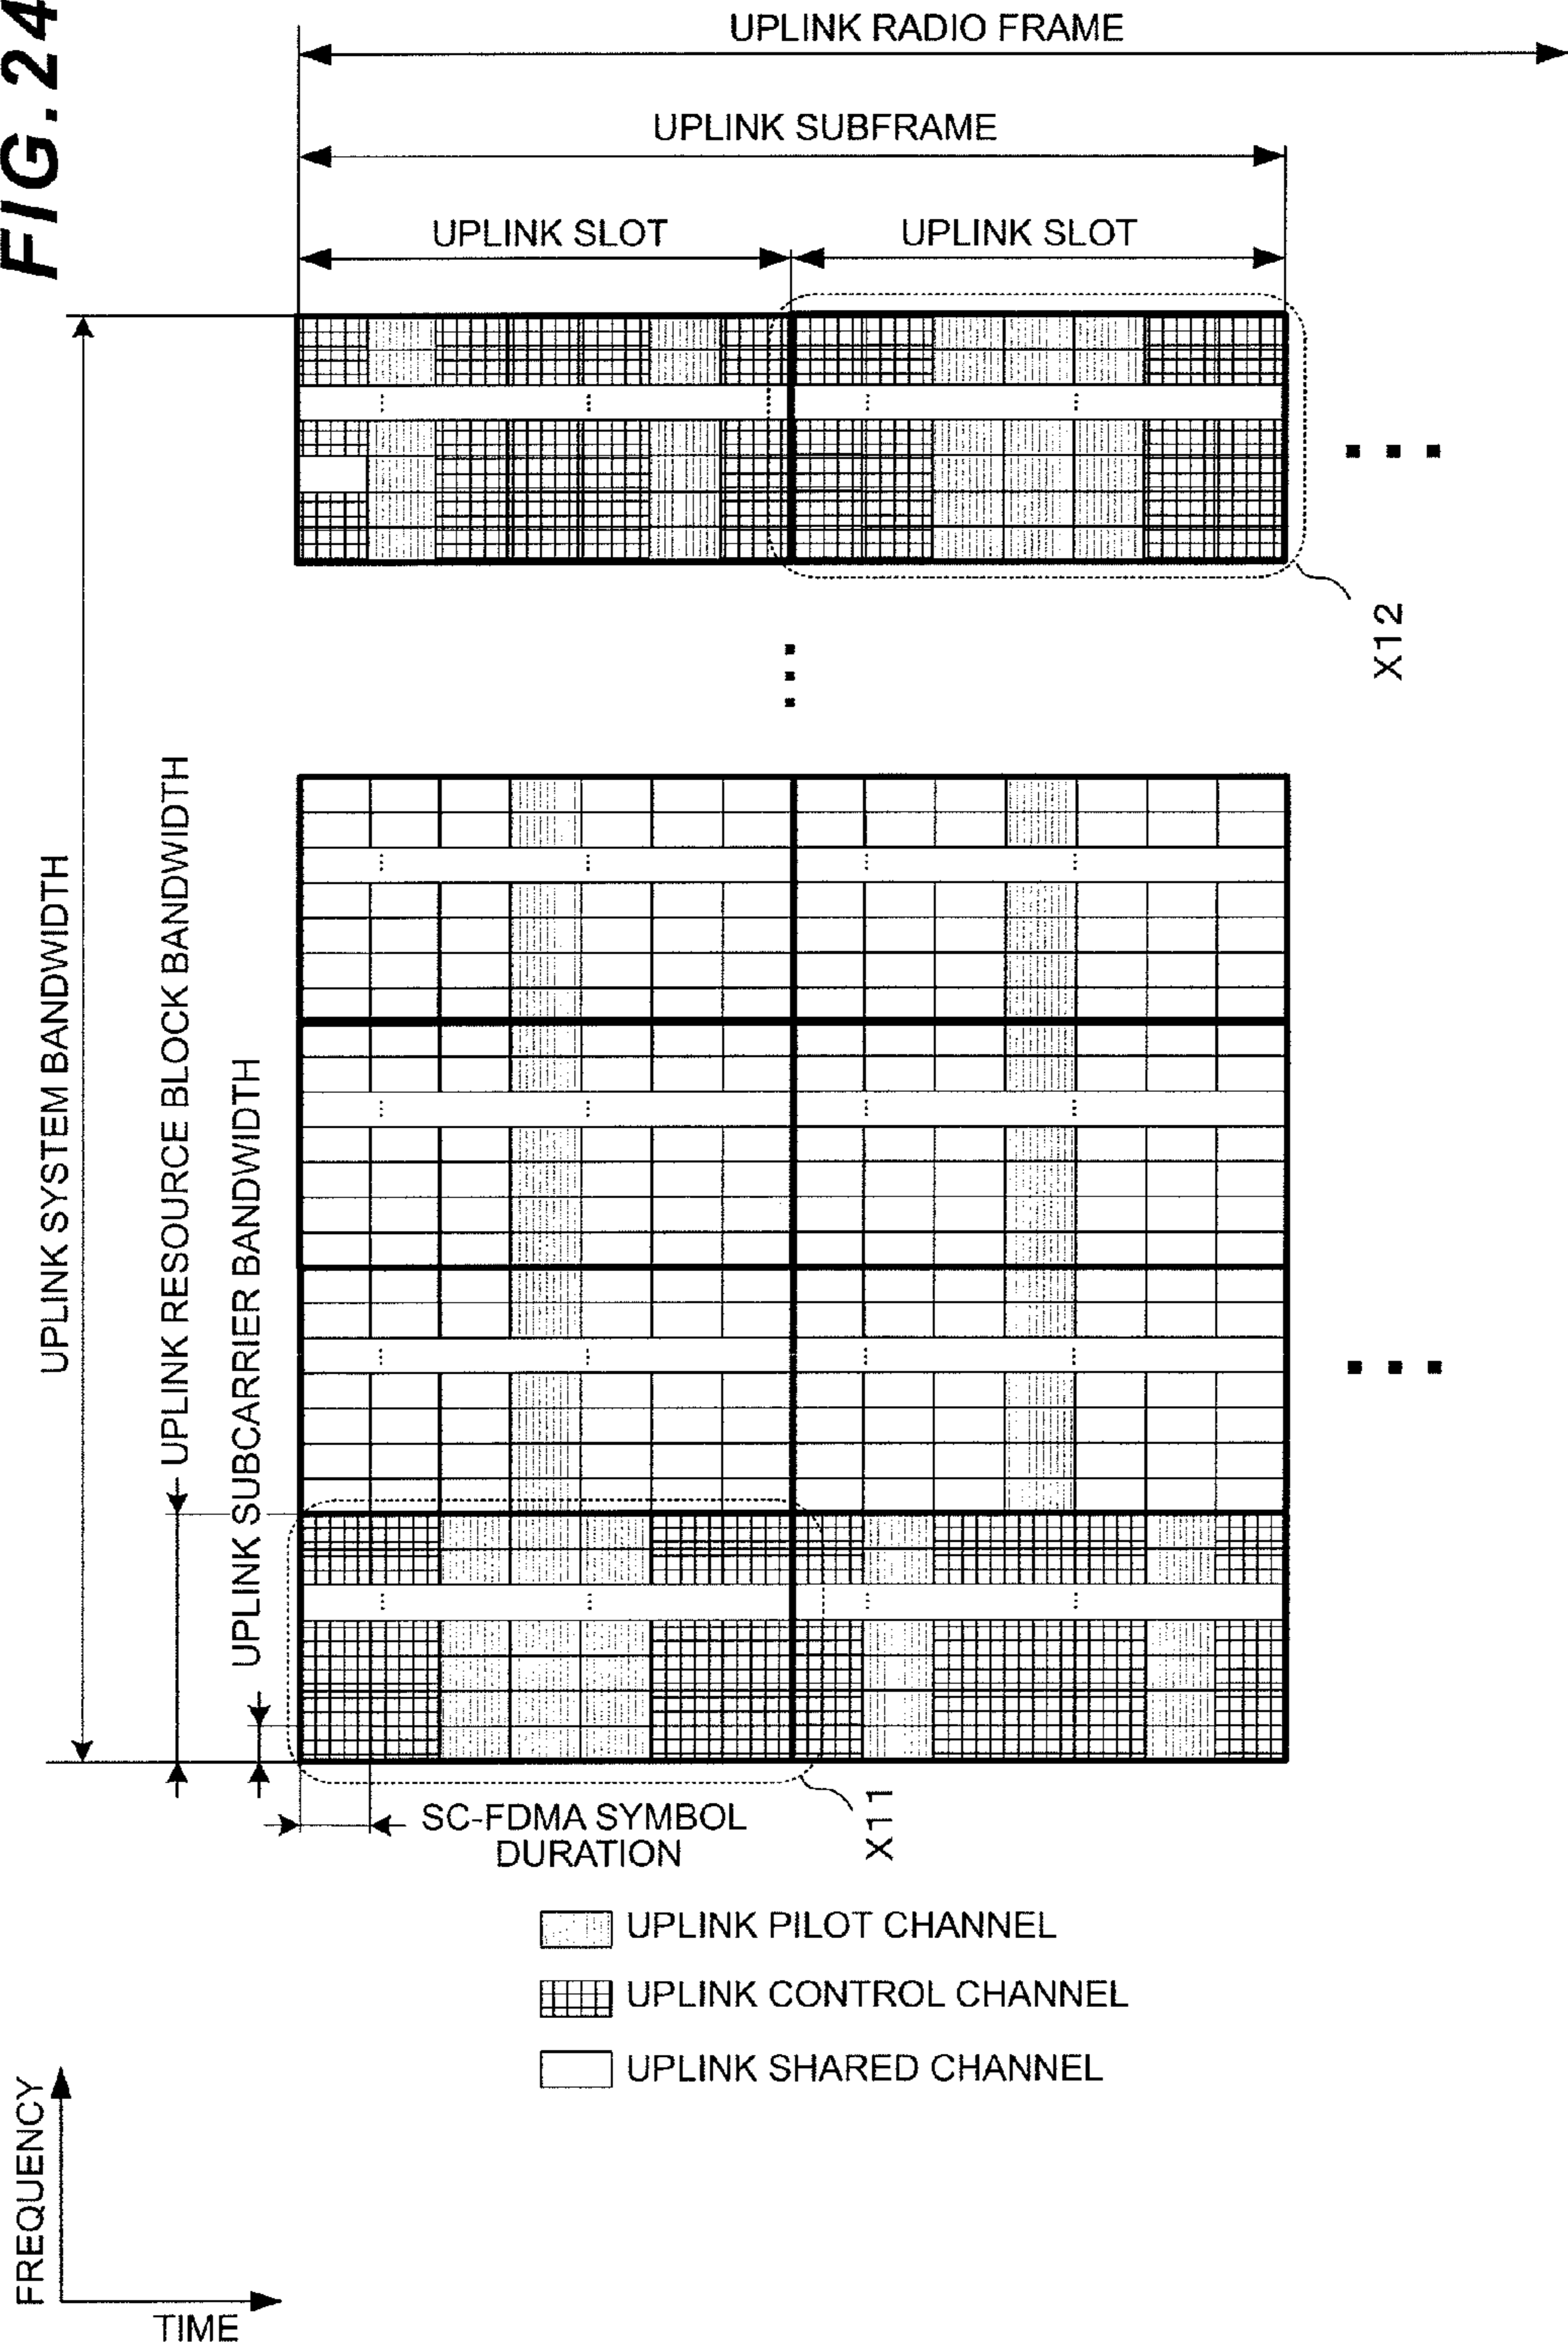 FIG.24
UPLINK RADIO FRAME
UPLINK SUBFRAME
UPLINK SLOT
UPLINK SLOT
UPLINK SYSTEM BANDWIDTH
UPLINK RESOURCE BLOCK BANDWIDTH
UPLINK SUBCARRIER BANDWIDTH
X12
X11
SC-FDMA SYMBOL
DURATION
UPLINK PILOT CHANNEL
UPLINK CONTROL CHANNEL
UPLINK SHARED CHANNEL
FREQUENCY
TIME